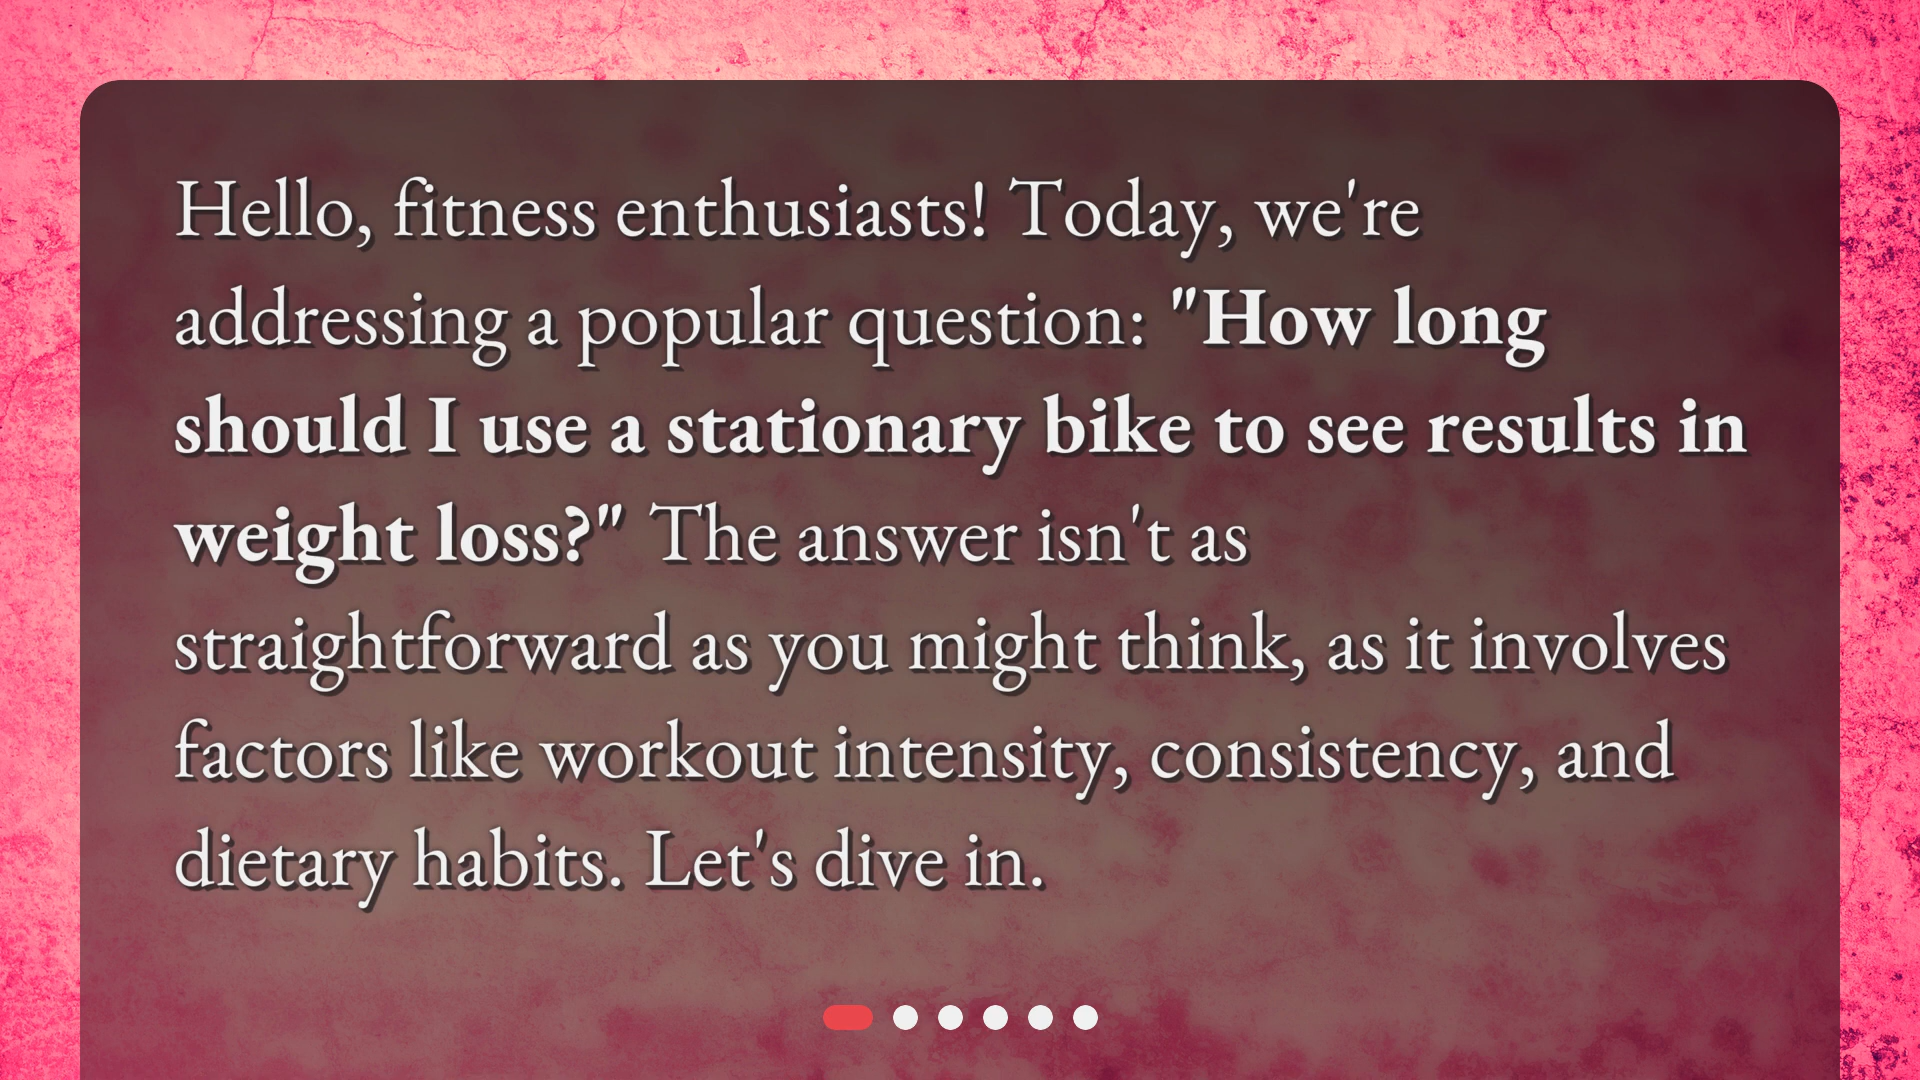 Hello, fitness enthusiasts! Today, we're
addressing a popular question: "How long
should I use a stationary bike to see results in
weight loss?" The answer isn't as
straightforward as you might think, as it involves
factors like workout intensity, consistency, and
dietary habits. Let's dive in.